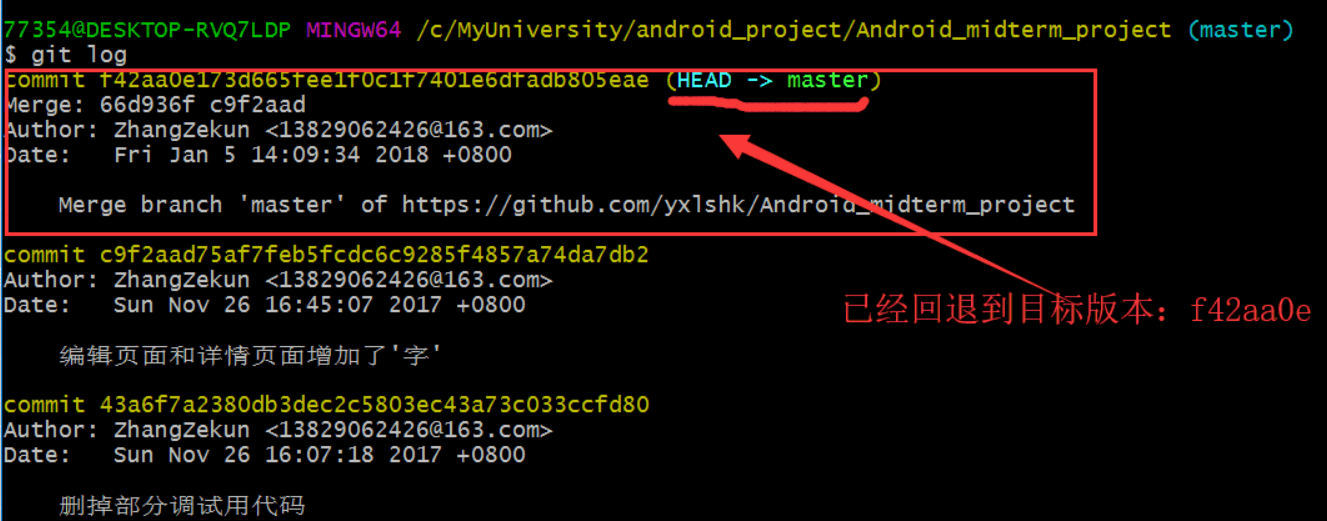 77354@DESKTOP-RVQ7LDP MINGW64 /c/MyUniversity/android_project/Android_midterm_project (master)
$ git log
commit f42aa0e173d665fee1f0c1f7401e6dfadb805eae (HEAD -> master)
Merge: 66d936f c9f2aad
Author: ZhangZekun <13829062426@163.com>
Date:   Fri Jan 5 14:09:34 2018 +0800
Merge branch 'master' of https://github.com/yxlshk/Android_midterm_project
commit c9f2aad75af7feb5fcdc6c9285f4857a74da7db2
Author: ZhangZekun <13829062426@163.com>
Date:   Sun Nov 26 16:45:07 2017 +0800
已经回退到目标版本：f42aa0e
编辑页面和详情页面增加了'字'
commit 43a6f7a2380db3dec2c5803ec43a73c033ccfd80
Author: ZhangZekun <13829062426@163.com>
Date:   Sun Nov 26 16:07:18 2017 +0800
删掉部分调试用代码